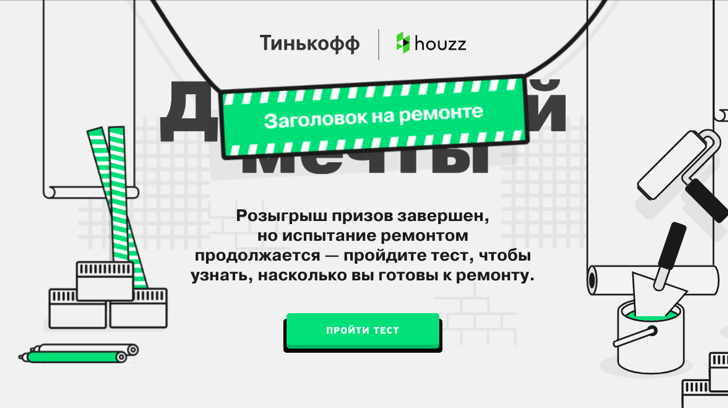 Тинькофф houzz
Заголовок на ремонте
мечты
Розыгрыш призов завершен,
но испытание ремонтом
продолжается — пройдите тест, чтобы
узнать, насколько вы готовы к ремонту.
ПРОЙТИ ТЕСТ